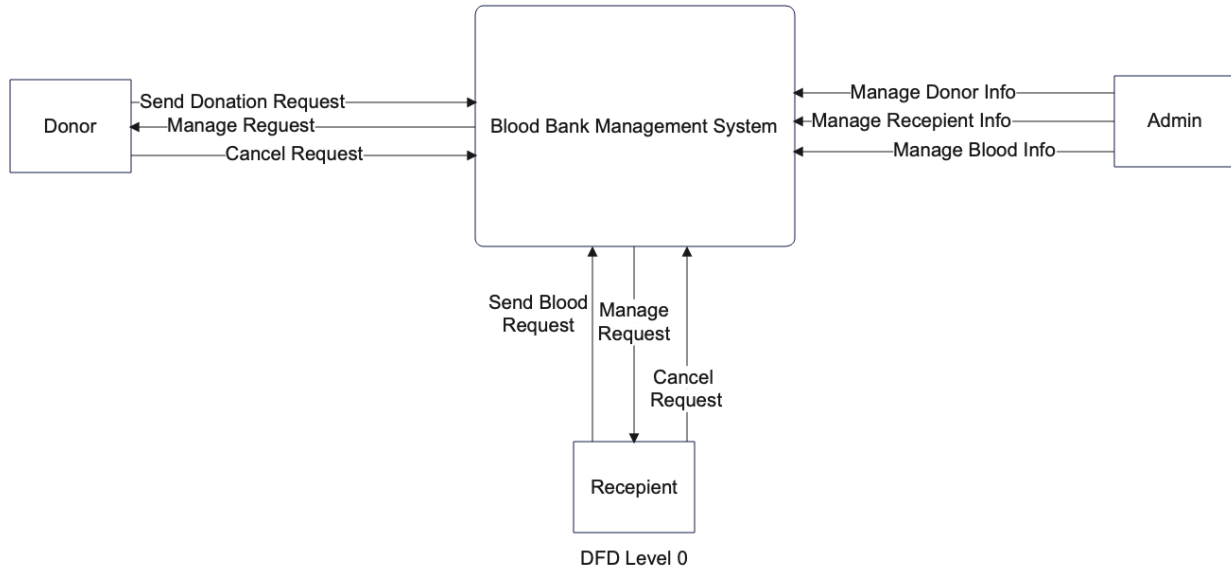 Donor
Send Donation Request
Manage Reguest
Cancel Request
Blood Bank Management System
Manage Donor Info
Manage Recepient Info
Manage Blood Info
Admin
Send Blood
Request
Manage
Request
Cancel
Request
Recepient
DFD Level 0